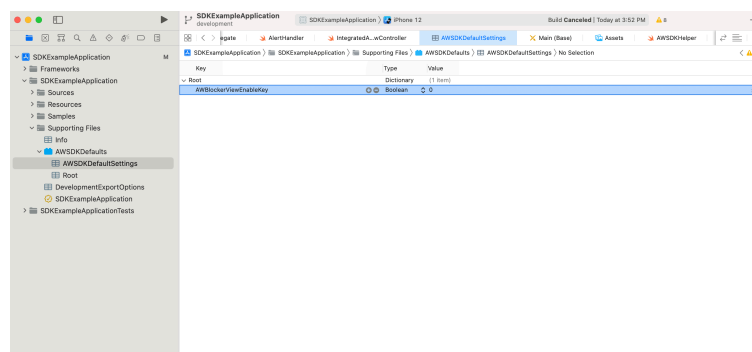 SDKExampleApplication
development
SDKExampleApplication
iPhone 12
Build Canceled | Today at 3:52 PM
6
egate
AlertHandler
IntegratedA...wController
AWSDKDefaultSettings
Main (Base)
Assets
AWSDKHelper
SDKExampleApplication
M
SDKExampleApplication
SDKExampleApplication
Supporting Files
AWSDKDefaults
AWSDKDefaultSettings
No Selection
Frameworks
SDKExampleApplication
Sources
Resources
Samples
Supporting Files
Info
AWSDKDefaults
AWSDKDefaultSettings
Root
DevelopmentExportOptions
SDKExampleApplication
SDKExampleApplicationTests
Key
Type
Value
Root
Dictionary
(1 item)
AWBlockerViewEnableKey
Boolean
0